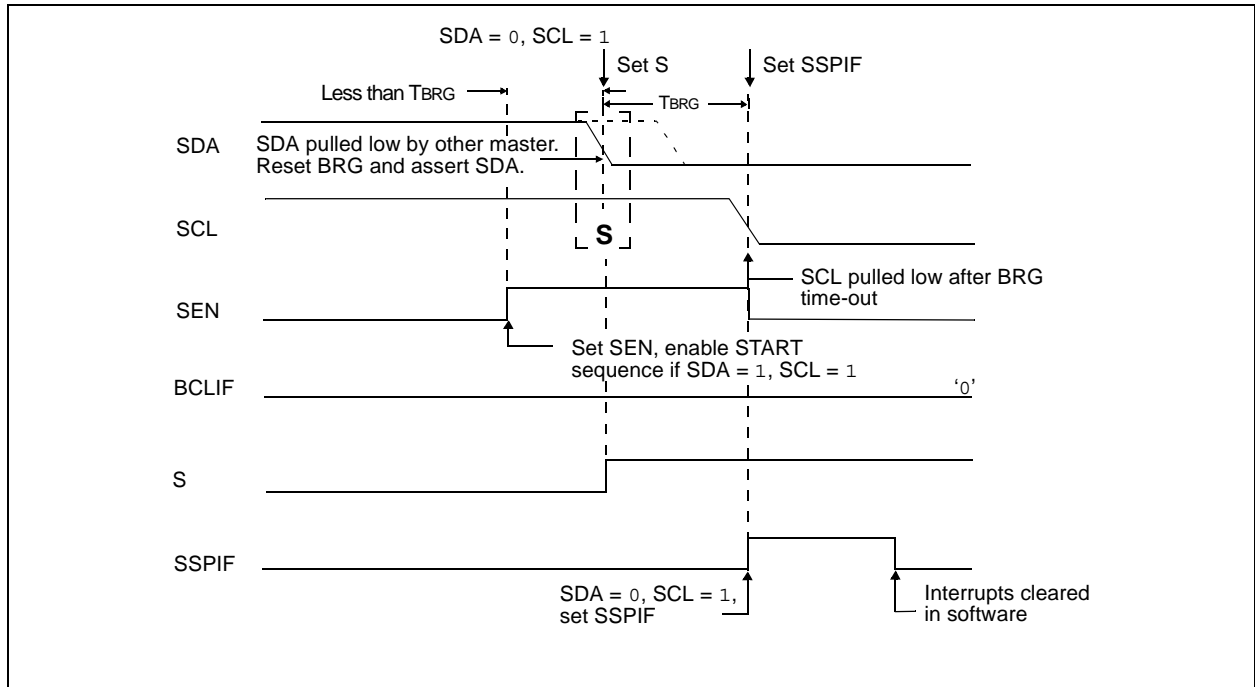 SDA = 0, SCL = 1
Set S
Set SSPIF
Less than TBRG
TBRG
SDA
SDA pulled low by other master.
Reset BRG and assert SDA.
SCL
S
SCL pulled low after BRG
time-out
SEN
Set SEN, enable START
sequence if SDA = 1, SCL = 1
BCLIF
‘0’
S
SSPIF
SDA = 0, SCL = 1,
set SSPIF
Interrupts cleared
in software